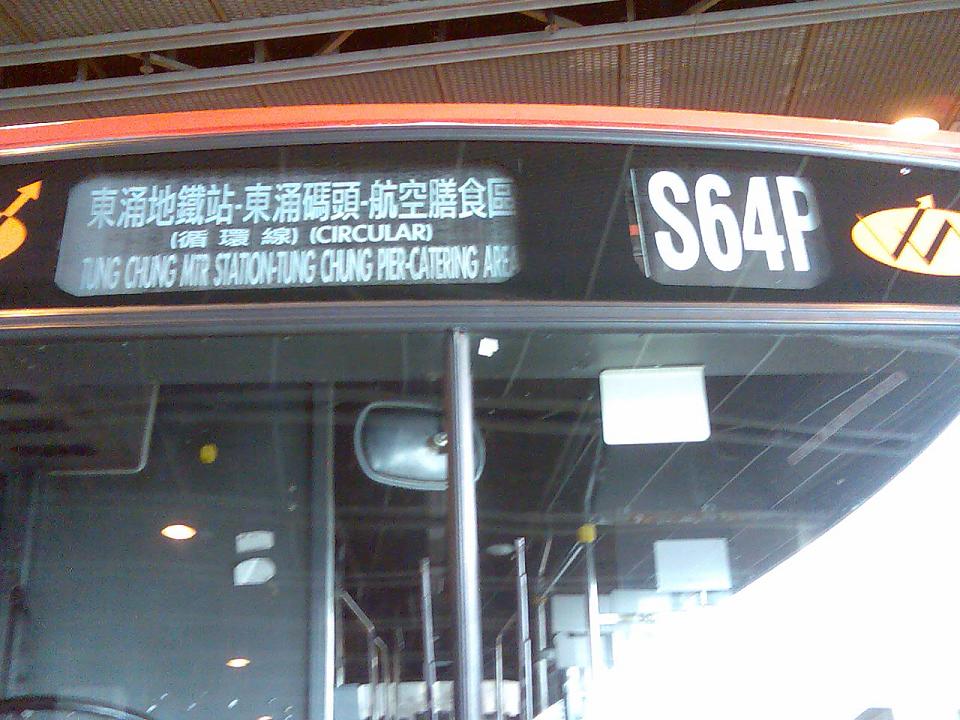 東涌地鐵站-東涌碼頭-航空膳食區
(循環線) (CIRCULAR)
TUNG CHUNG MTR STATION-TUNG CHUNG PIER-CATERING AREA
S64P